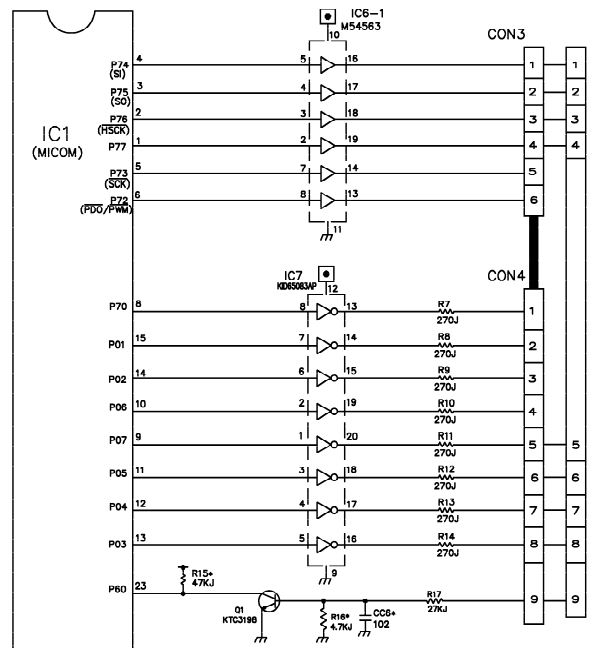 IC6-1
M54563
10
CON3
P74 4 5 16 1 1
(SI)
P75 3 4 17 2 2
(SO)
P76 2 3 18 3 3
(HSCK)
IC1
(MICOM)
P77 1 2 19 4 4
P73 5 7 14 5
(SCK)
P72 6 8 13 6
(PDO/PWM)
11
IC7
KID65083AP
12
CON4
P70 8 8 13 R7 1
270J
P01 15 7 14 R8 2
270J
P02 14 6 15 R9 3
270J
P06 10 2 19 R10 4
270J
P07 9 1 20 R11 5 5
270J
P05 11 3 18 R12 6 6
270J
P04 12 4 17 R13 7 7
270J
P03 13 5 16 R14 8 8
270J
9
P60 23 R15*
47KJ
Q1
KTC3198
R16*
4.7KJ
CC6*
102
R17
27KJ
9 9